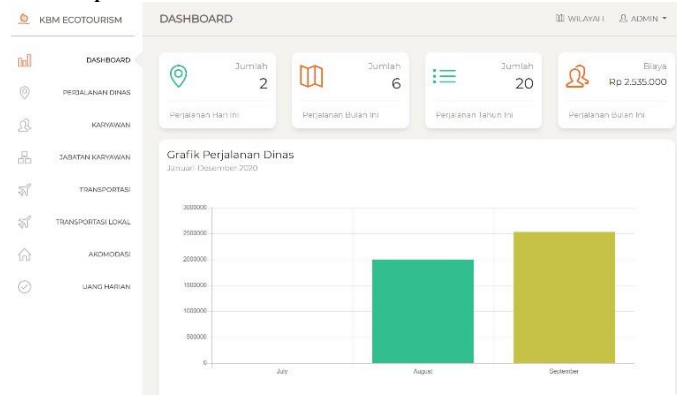 KBM ECOTOURISM
DASHBOARD
WILAYAH
ADMIN
DASHBOARD
PERJALANAN DINAS
KARYAWAN
JABATAN KARYAWAN
TRANSPORTASI
TRANSPORTASI LOKAL
AKOMODASI
UANG HARIAN
Jumlah
2
Perjalanan Hari Ini
Jumlah
6
Perjalanan Bulan Ini
Jumlah
20
Perjalanan Tahun Ini
Biaya
Rp 2.535.000
Perjalanan Bulan Ini
Grafik Perjalanan Dinas
Januari-Desember 2020
3000000
2500000
2000000
1500000
1000000
500000
0
July
August
September